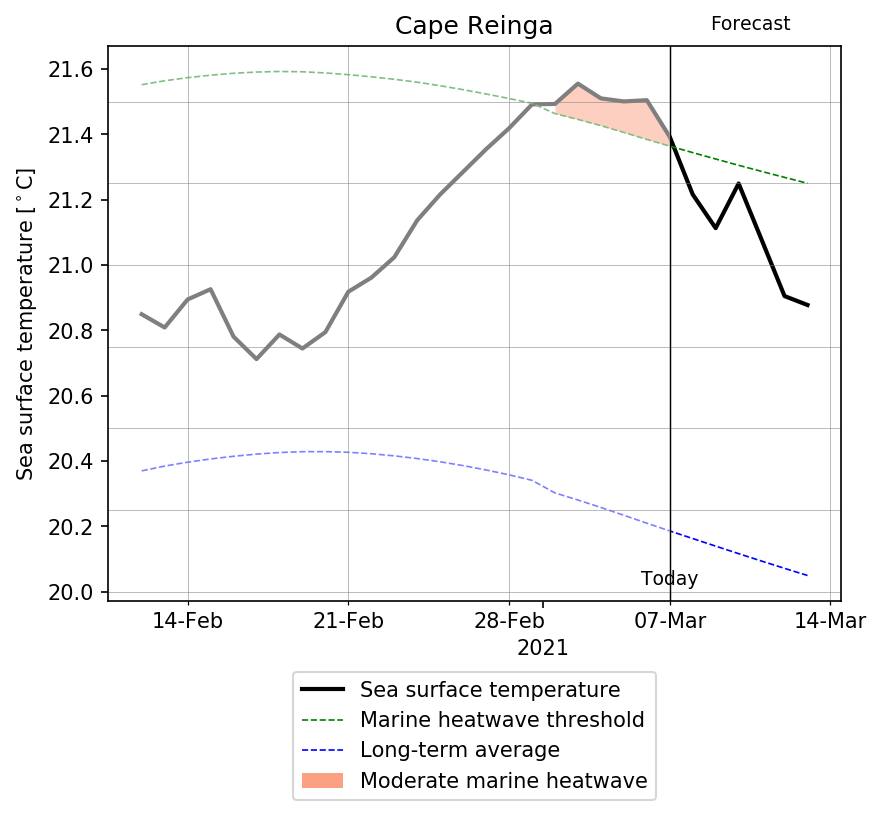 Cape Reinga
Forecast
Sea surface temperature [°C]
21.6
21.4
21.2
21.0
20.8
20.6
20.4
20.2
20.0
Today
14-Feb
21-Feb
28-Feb
07-Mar
14-Mar
2021
Sea surface temperature
Marine heatwave threshold
Long-term average
Moderate marine heatwave